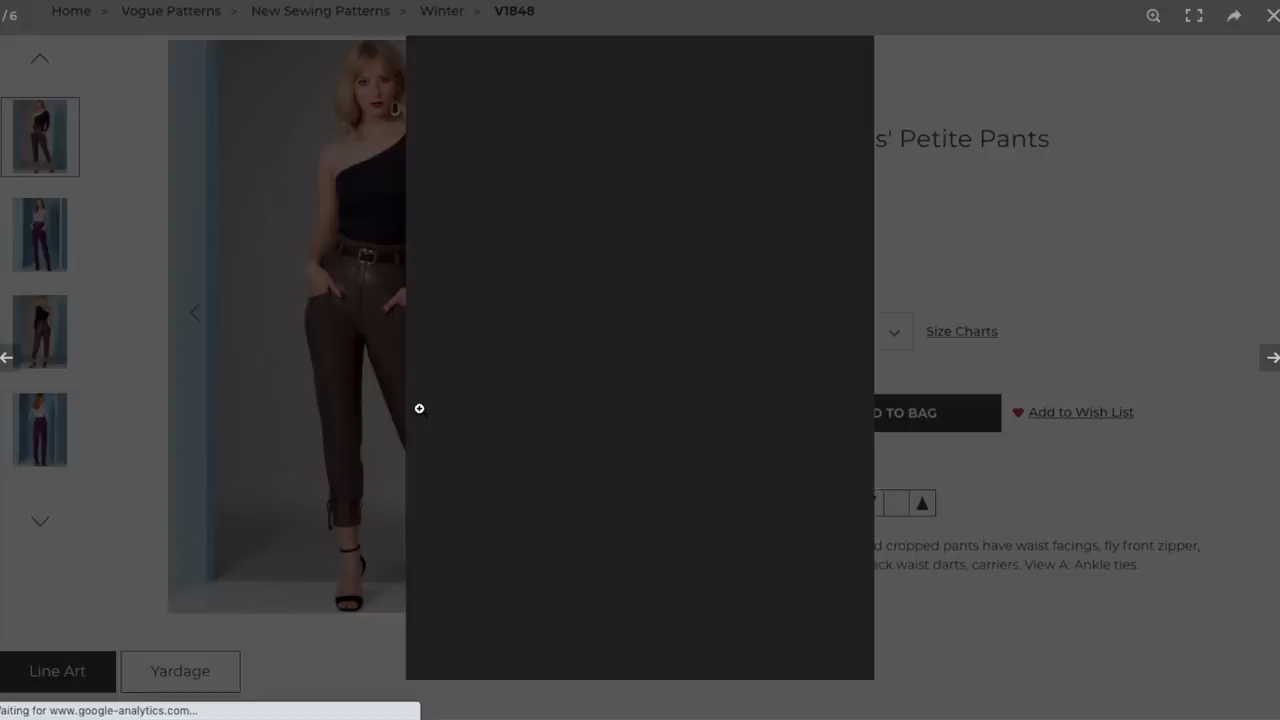 /6
Home » Vogue Patterns » New Sewing Patterns » Winter » V1848
s' Petite Pants
Size Charts
D TO BAG
Add to Wish List
d cropped pants have waist facings, fly front zipper,
ck waist darts, carriers. View A: Ankle ties.
Line Art
Yardage
aiting for www.google-analytics.com...